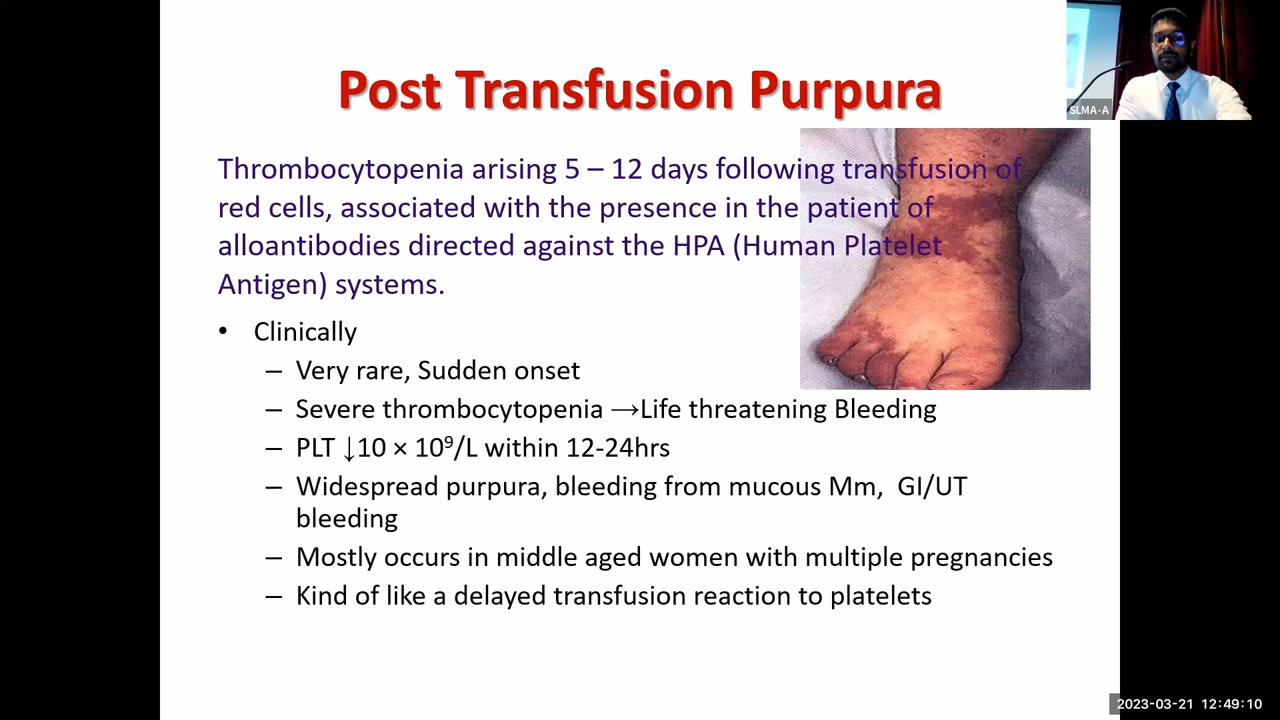 Post Transfusion Purpura
SLMA-A
Thrombocytopenia arising 5 – 12 days following transfusion of
red cells, associated with the presence in the patient of
alloantibodies directed against the HPA (Human Platelet
Antigen) systems.
• Clinically
– Very rare, Sudden onset
– Severe thrombocytopenia →Life threatening Bleeding
– PLT ↓10 × 10⁹/L within 12-24hrs
– Widespread purpura, bleeding from mucous Mm, GI/UT
bleeding
– Mostly occurs in middle aged women with multiple pregnancies
– Kind of like a delayed transfusion reaction to platelets
2023-03-21 12:49:10